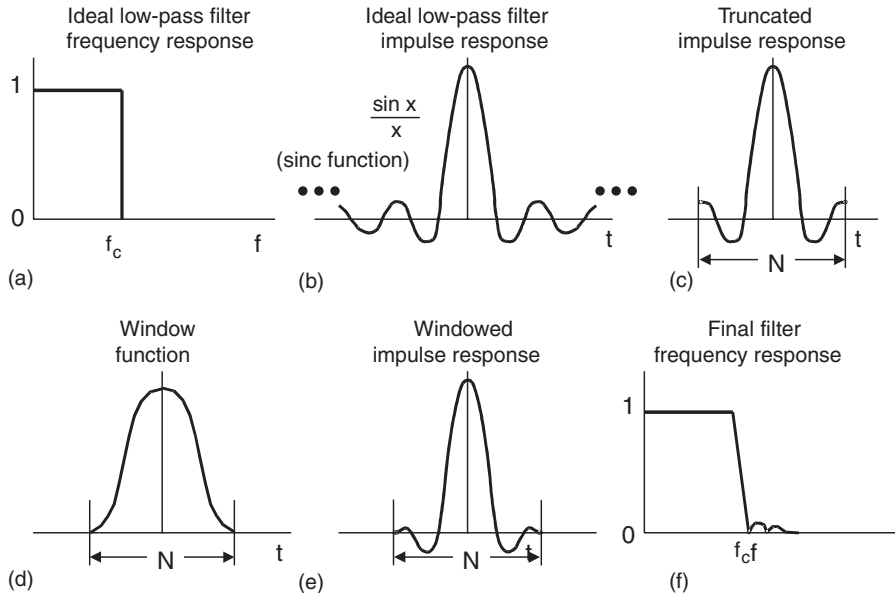 Ideal low-pass filter
frequency response
1
0
f_c
f
(a)
Ideal low-pass filter
impulse response
sin x
x
(sinc function)
t
(b)
Truncated
impulse response
t
N
(c)
Window
function
N
t
(d)
Windowed
impulse response
N
t
(e)
Final filter
frequency response
1
0
f_c f
(f)